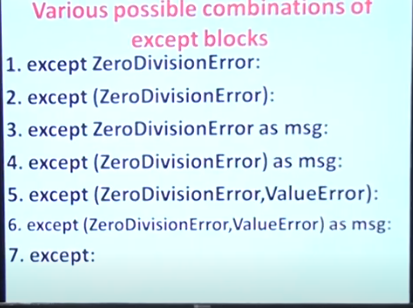 Various possible combinations of
except blocks
1. except ZeroDivisionError:
2. except (ZeroDivisionError):
3. except ZeroDivisionError as msg:
4. except (ZeroDivisionError) as msg:
5. except (ZeroDivisionError,ValueError):
6. except (ZeroDivisionError,ValueError) as msg:
7. except: